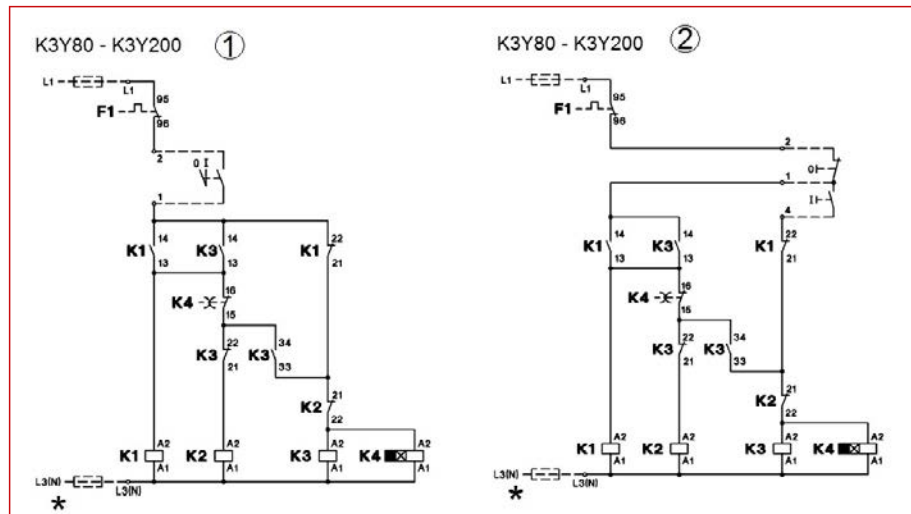 K3Y80 - K3Y200 1
L1 L1
95
F1
96
2
O I
1
14 14 22
K1 K3 K1
13 13 21
16
K4
15
22 34
K3 K3
21 33
21
K2
22
A2 A2 A2 A2
K1 K2 K3 K4
A1 A1 A1 A1
L3(N) L3(N)
*
K3Y80 - K3Y200 2
L1 L1
95
F1
96
2
O
1
I
4
14 14 22
K1 K3 K1
13 13 21
16
K4
15
22 34
K3 K3
21 33
21
K2
22
A2 A2 A2 A2
K1 K2 K3 K4
A1 A1 A1 A1
L3(N) L3(N)
*